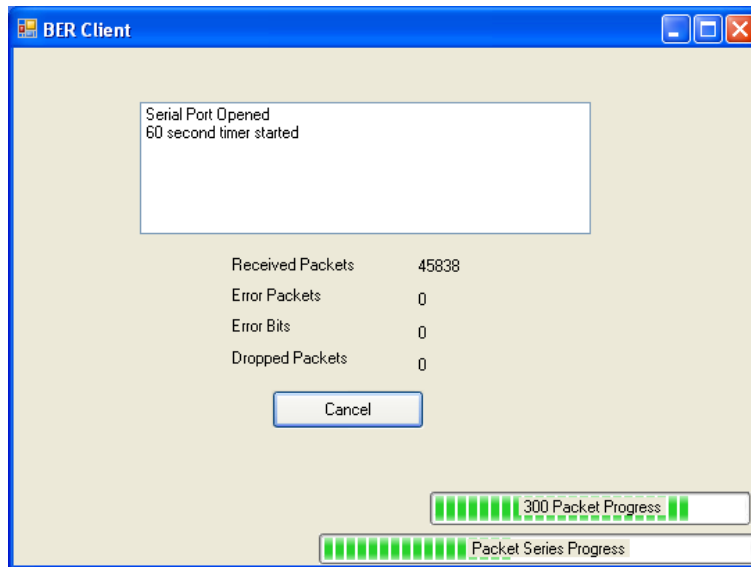 BER Client
Serial Port Opened
60 second timer started
Received Packets 45838
Error Packets 0
Error Bits 0
Dropped Packets 0
Cancel
300 Packet Progress
Packet Series Progress